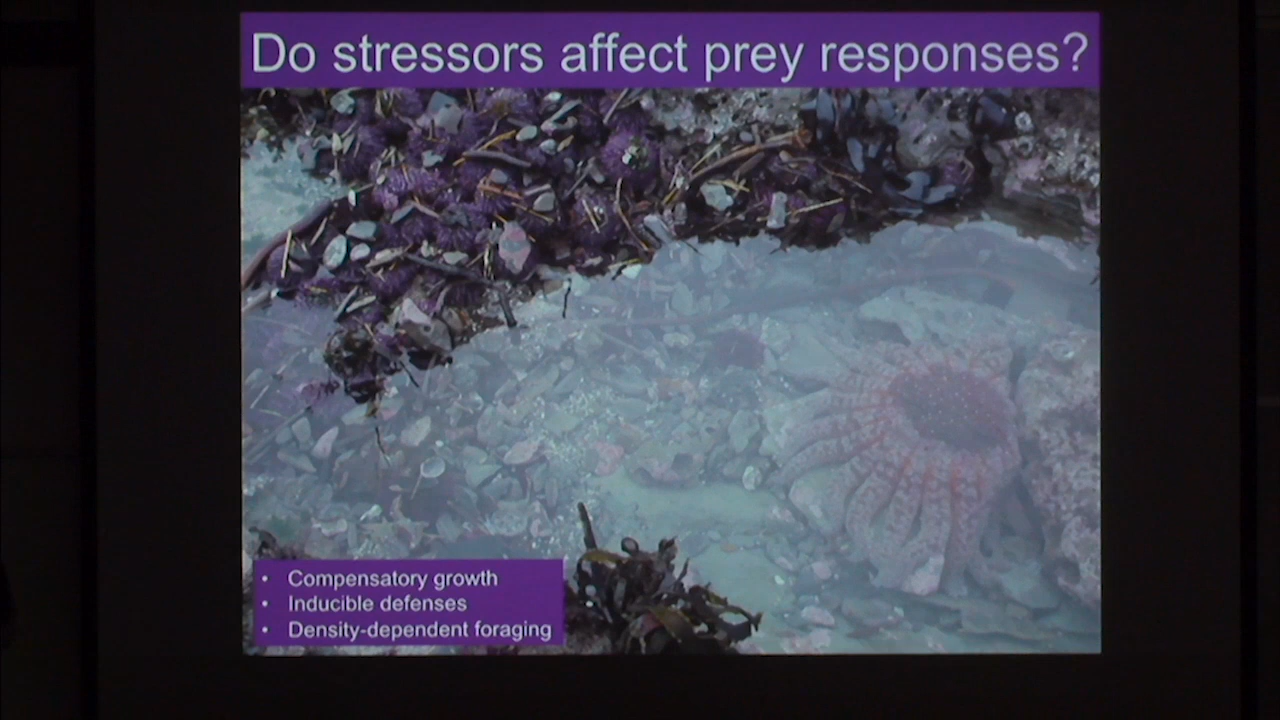 Do stressors affect prey responses?
• Compensatory growth
• Inducible defenses
• Density-dependent foraging